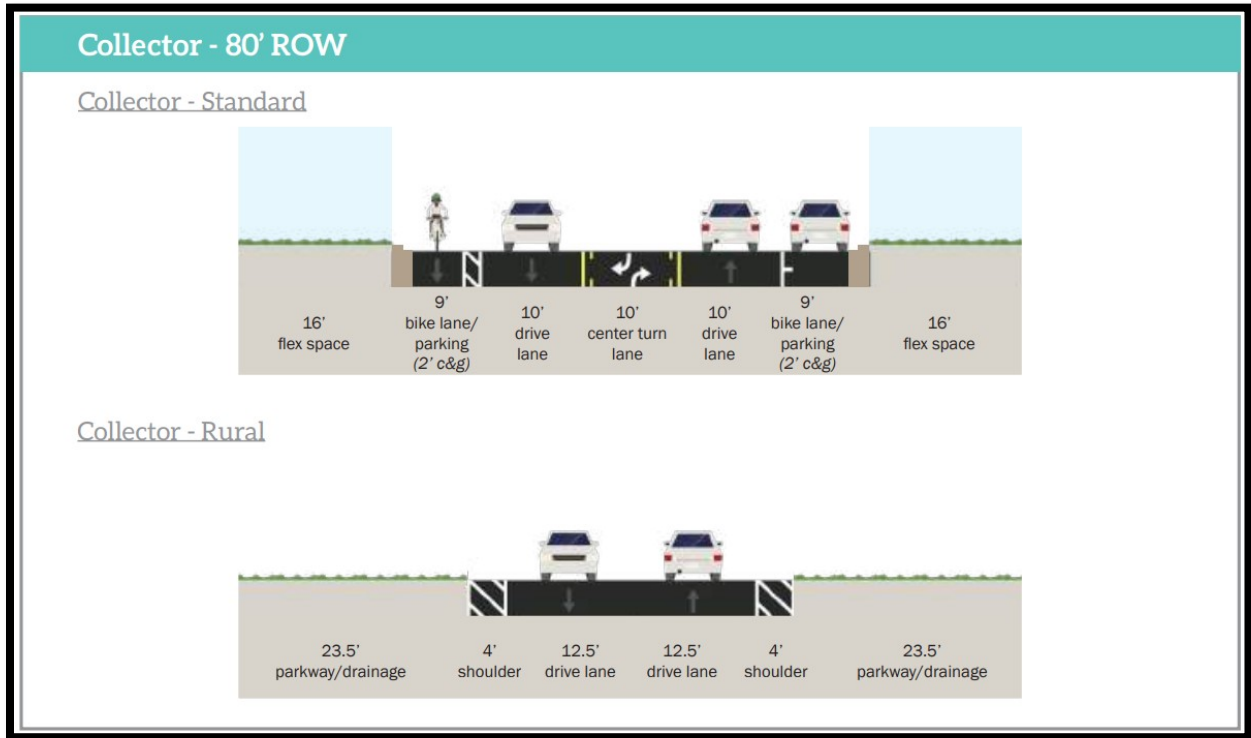 Collector - 80’ ROW
Collector - Standard
16’
flex space
9’
bike lane/
parking
(2’ c&g)
10’
drive
lane
10’
center turn
lane
10’
drive
lane
9’
bike lane/
parking
(2’ c&g)
16’
flex space
Collector - Rural
23.5’
parkway/drainage
4’
shoulder
12.5’
drive lane
12.5’
drive lane
4’
shoulder
23.5’
parkway/drainage